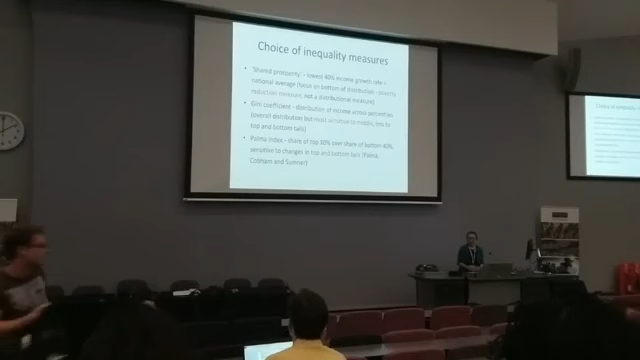 Choice of inequality measures
• 'Shared prosperity' - lowest 40% income growth rate >
national average (focus on bottom of distribution - poverty
reduction measure, not a distributional measure)
• Gini coefficient - distribution of income across percentiles
(overall distribution but most sensitive to middle, less to
top and bottom tails)
• Palma index - share of top 10% over share of bottom 40%,
sensitive to changes in top and bottom tails (Palma,
Cobham and Sumner)
Choice of inequality